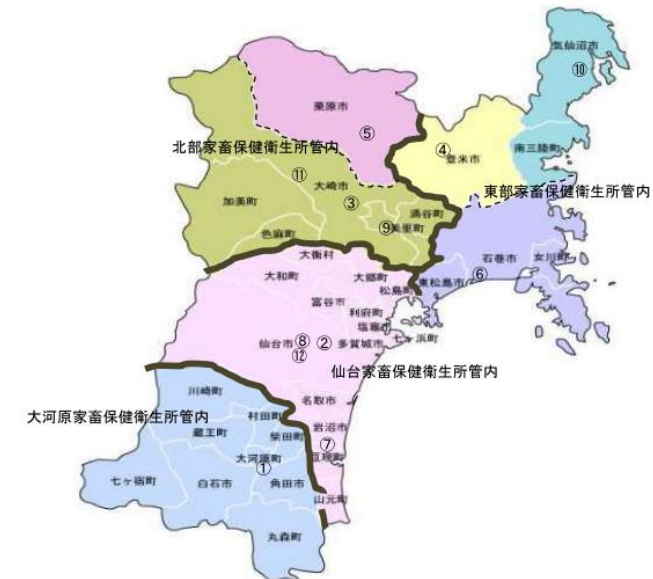 気仙沼市
⑩
栗原市
⑤
④
登米市
南三陸町
北部家畜保健衛生所管内
⑪
大崎市
加美町
③
涌谷町
⑨
美里町
色麻町
東部家畜保健衛生所管内
石巻市
女川町
⑥
東松島市
大衡村
大和町
大郷町
松島町
富谷市
利府町
塩竈市
七ヶ浜町
仙台市
⑧
②
多賀城市
⑫
仙台家畜保健衛生所管内
名取市
岩沼市
⑦
亘理町
山元町
大河原家畜保健衛生所管内
川崎町
村田町
蔵王町
柴田町
大河原町
①
七ヶ宿町
白石市
角田市
丸森町